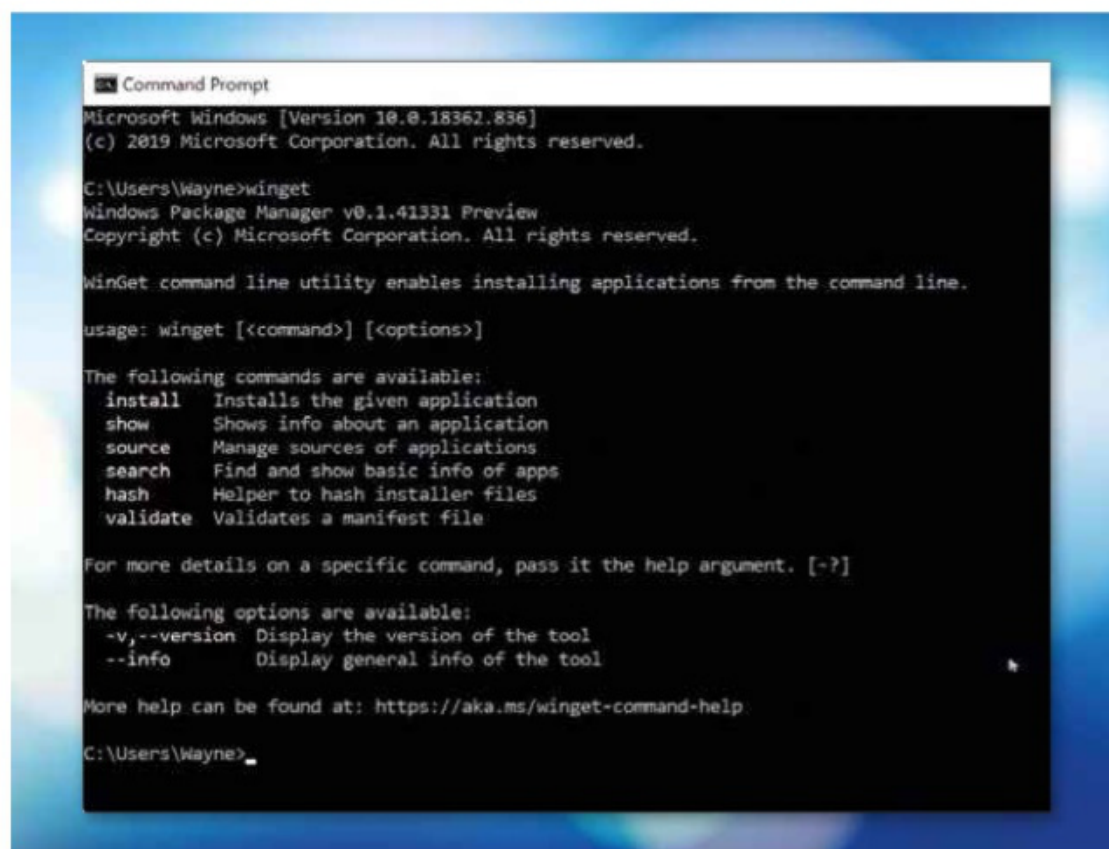 Command Prompt
Microsoft Windows [Version 10.0.18362.836]
(c) 2019 Microsoft Corporation. All rights reserved.
C:\Users\Wayne>winget
Windows Package Manager v0.1.41331 Preview
Copyright (c) Microsoft Corporation. All rights reserved.
WinGet command line utility enables installing applications from the command line.
usage: winget [<command>] [<options>]
The following commands are available:
install Installs the given application
show Shows info about an application
source Manage sources of applications
search Find and show basic info of apps
hash Helper to hash installer files
validate Validates a manifest file
For more details on a specific command, pass it the help argument. [-?]
The following options are available:
-v,--version Display the version of the tool
--info Display general info of the tool
More help can be found at: https://aka.ms/winget-command-help
C:\Users\Wayne>_